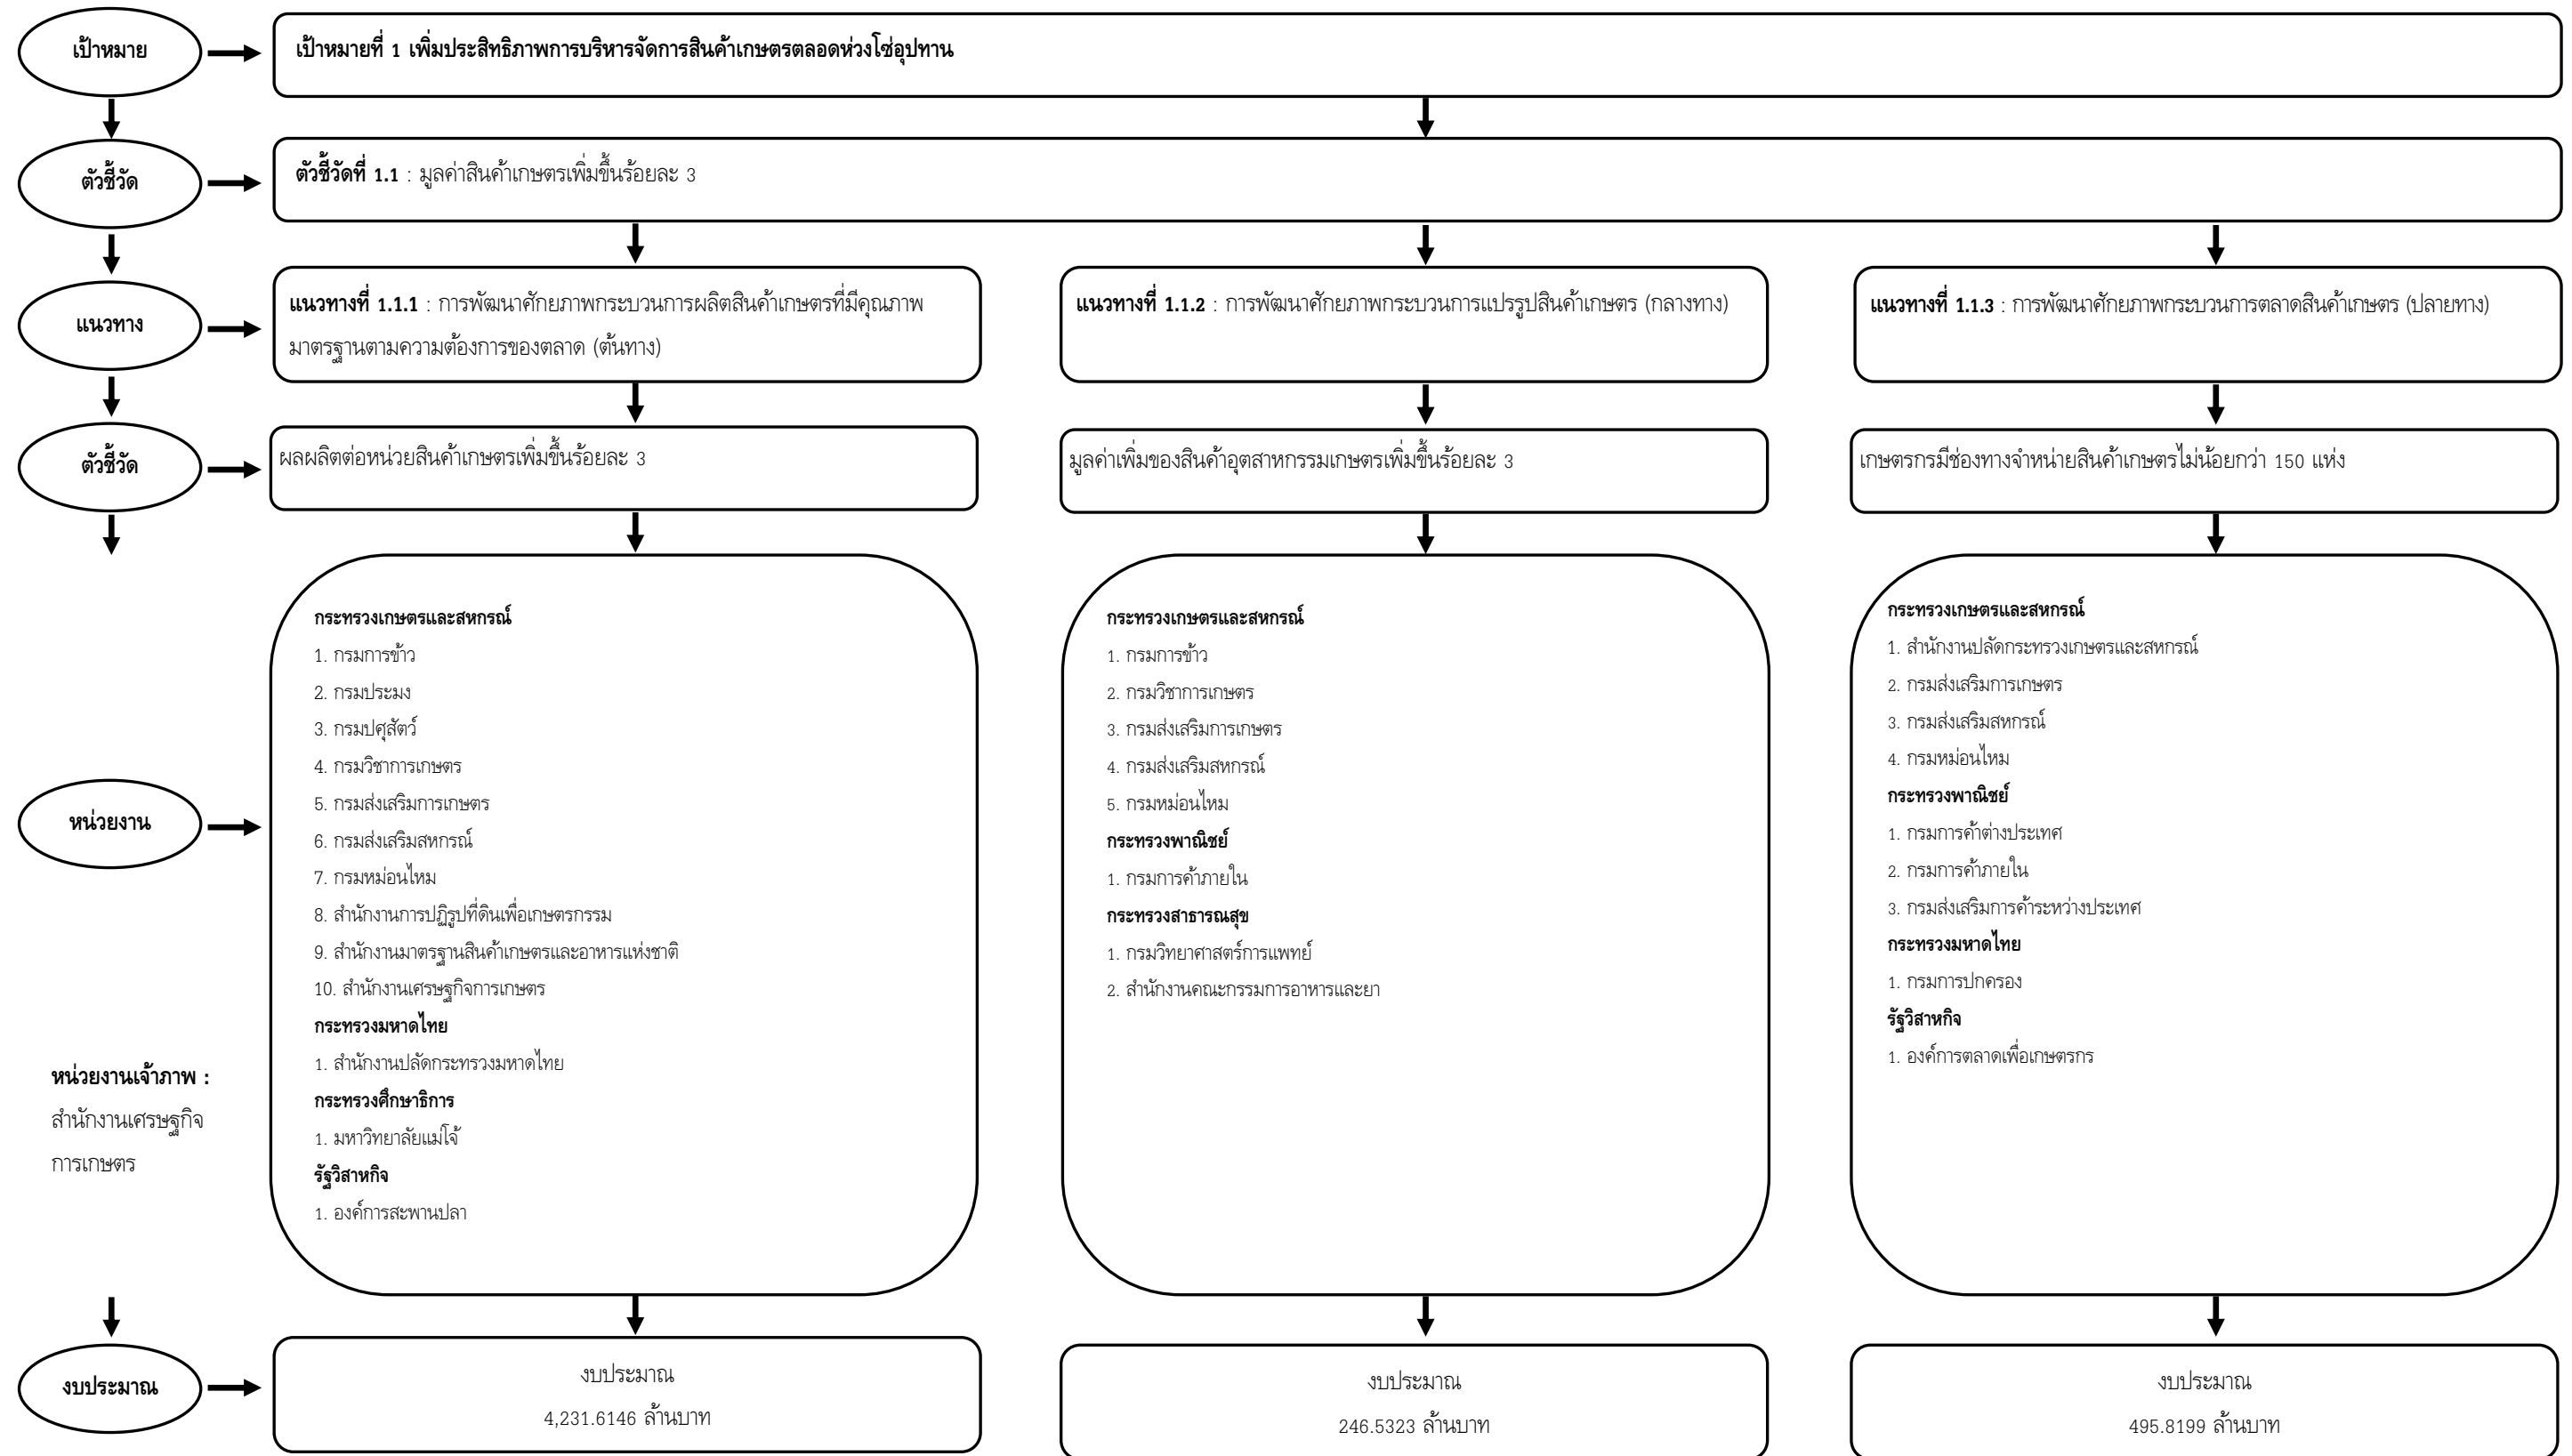 เป้าหมาย
เป้าหมายที่ 1 เพิ่มประสิทธิภาพการบริหารจัดการสินค้าเกษตรตลอดห่วงโซ่อุปทาน
ตัวชี้วัด
ตัวชี้วัดที่ 1.1 : มูลค่าสินค้าเกษตรเพิ่มขึ้นร้อยละ 3
แนวทาง
แนวทางที่ 1.1.1 : การพัฒนาศักยภาพกระบวนการผลิตสินค้าเกษตรที่มีคุณภาพ
มาตรฐานตามความต้องการของตลาด (ต้นทาง)
แนวทางที่ 1.1.2 : การพัฒนาศักยภาพกระบวนการแปรรูปสินค้าเกษตร (กลางทาง)
แนวทางที่ 1.1.3 : การพัฒนาศักยภาพกระบวนการตลาดสินค้าเกษตร (ปลายทาง)
ตัวชี้วัด
ผลผลิตต่อหน่วยสินค้าเกษตรเพิ่มขึ้นร้อยละ 3
มูลค่าเพิ่มของสินค้าอุตสาหกรรมเกษตรเพิ่มขึ้นร้อยละ 3
เกษตรกรมีช่องทางจำหน่ายสินค้าเกษตรไม่น้อยกว่า 150 แห่ง
หน่วยงาน
หน่วยงานเจ้าภาพ :
สำนักงานเศรษฐกิจ
การเกษตร
กระทรวงเกษตรและสหกรณ์
1. กรมการข้าว
2. กรมประมง
3. กรมปศุสัตว์
4. กรมวิชาการเกษตร
5. กรมส่งเสริมการเกษตร
6. กรมส่งเสริมสหกรณ์
7. กรมหม่อนไหม
8. สำนักงานการปฏิรูปที่ดินเพื่อเกษตรกรรม
9. สำนักงานมาตรฐานสินค้าเกษตรและอาหารแห่งชาติ
10. สำนักงานเศรษฐกิจการเกษตร
กระทรวงมหาดไทย
1. สำนักงานปลัดกระทรวงมหาดไทย
กระทรวงศึกษาธิการ
1. มหาวิทยาลัยแม่โจ้
รัฐวิสาหกิจ
1. องค์การสะพานปลา
กระทรวงเกษตรและสหกรณ์
1. กรมการข้าว
2. กรมวิชาการเกษตร
3. กรมส่งเสริมการเกษตร
4. กรมส่งเสริมสหกรณ์
5. กรมหม่อนไหม
กระทรวงพาณิชย์
1. กรมการค้าภายใน
กระทรวงสาธารณสุข
1. กรมวิทยาศาสตร์การแพทย์
2. สำนักงานคณะกรรมการอาหารและยา
กระทรวงเกษตรและสหกรณ์
1. สำนักงานปลัดกระทรวงเกษตรและสหกรณ์
2. กรมส่งเสริมการเกษตร
3. กรมส่งเสริมสหกรณ์
4. กรมหม่อนไหม
กระทรวงพาณิชย์
1. กรมการค้าต่างประเทศ
2. กรมการค้าภายใน
3. กรมส่งเสริมการค้าระหว่างประเทศ
กระทรวงมหาดไทย
1. กรมการปกครอง
รัฐวิสาหกิจ
1. องค์การตลาดเพื่อเกษตรกร
งบประมาณ
งบประมาณ
4,231.6146 ล้านบาท
งบประมาณ
246.5323 ล้านบาท
งบประมาณ
495.8199 ล้านบาท